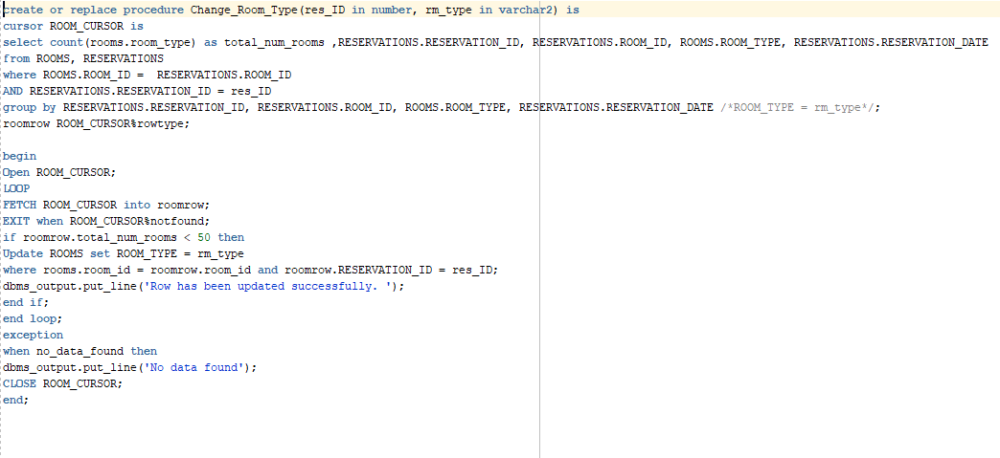 create or replace procedure Change_Room_Type(res_ID in number, rm_type in varchar2) is
cursor ROOM_CURSOR is
select count(rooms.room_type) as total_num_rooms ,RESERVATIONS.RESERVATION_ID, RESERVATIONS.ROOM_ID, ROOMS.ROOM_TYPE, RESERVATIONS.RESERVATION_DATE
from ROOMS, RESERVATIONS
where ROOMS.ROOM_ID =  RESERVATIONS.ROOM_ID
AND RESERVATIONS.RESERVATION_ID = res_ID
group by RESERVATIONS.RESERVATION_ID, RESERVATIONS.ROOM_ID, ROOMS.ROOM_TYPE, RESERVATIONS.RESERVATION_DATE /*ROOM_TYPE = rm_type*/;
roomrow ROOM_CURSOR%rowtype;
begin
Open ROOM_CURSOR;
LOOP
FETCH ROOM_CURSOR into roomrow;
EXIT when ROOM_CURSOR%notfound;
if roomrow.total_num_rooms < 50 then
Update ROOMS set ROOM_TYPE = rm_type
where rooms.room_id = roomrow.room_id and roomrow.RESERVATION_ID = res_ID;
dbms_output.put_line('Row has been updated successfully. ');
end if;
end loop;
exception
when no_data_found then
dbms_output.put_line('No data found');
CLOSE ROOM_CURSOR;
end;